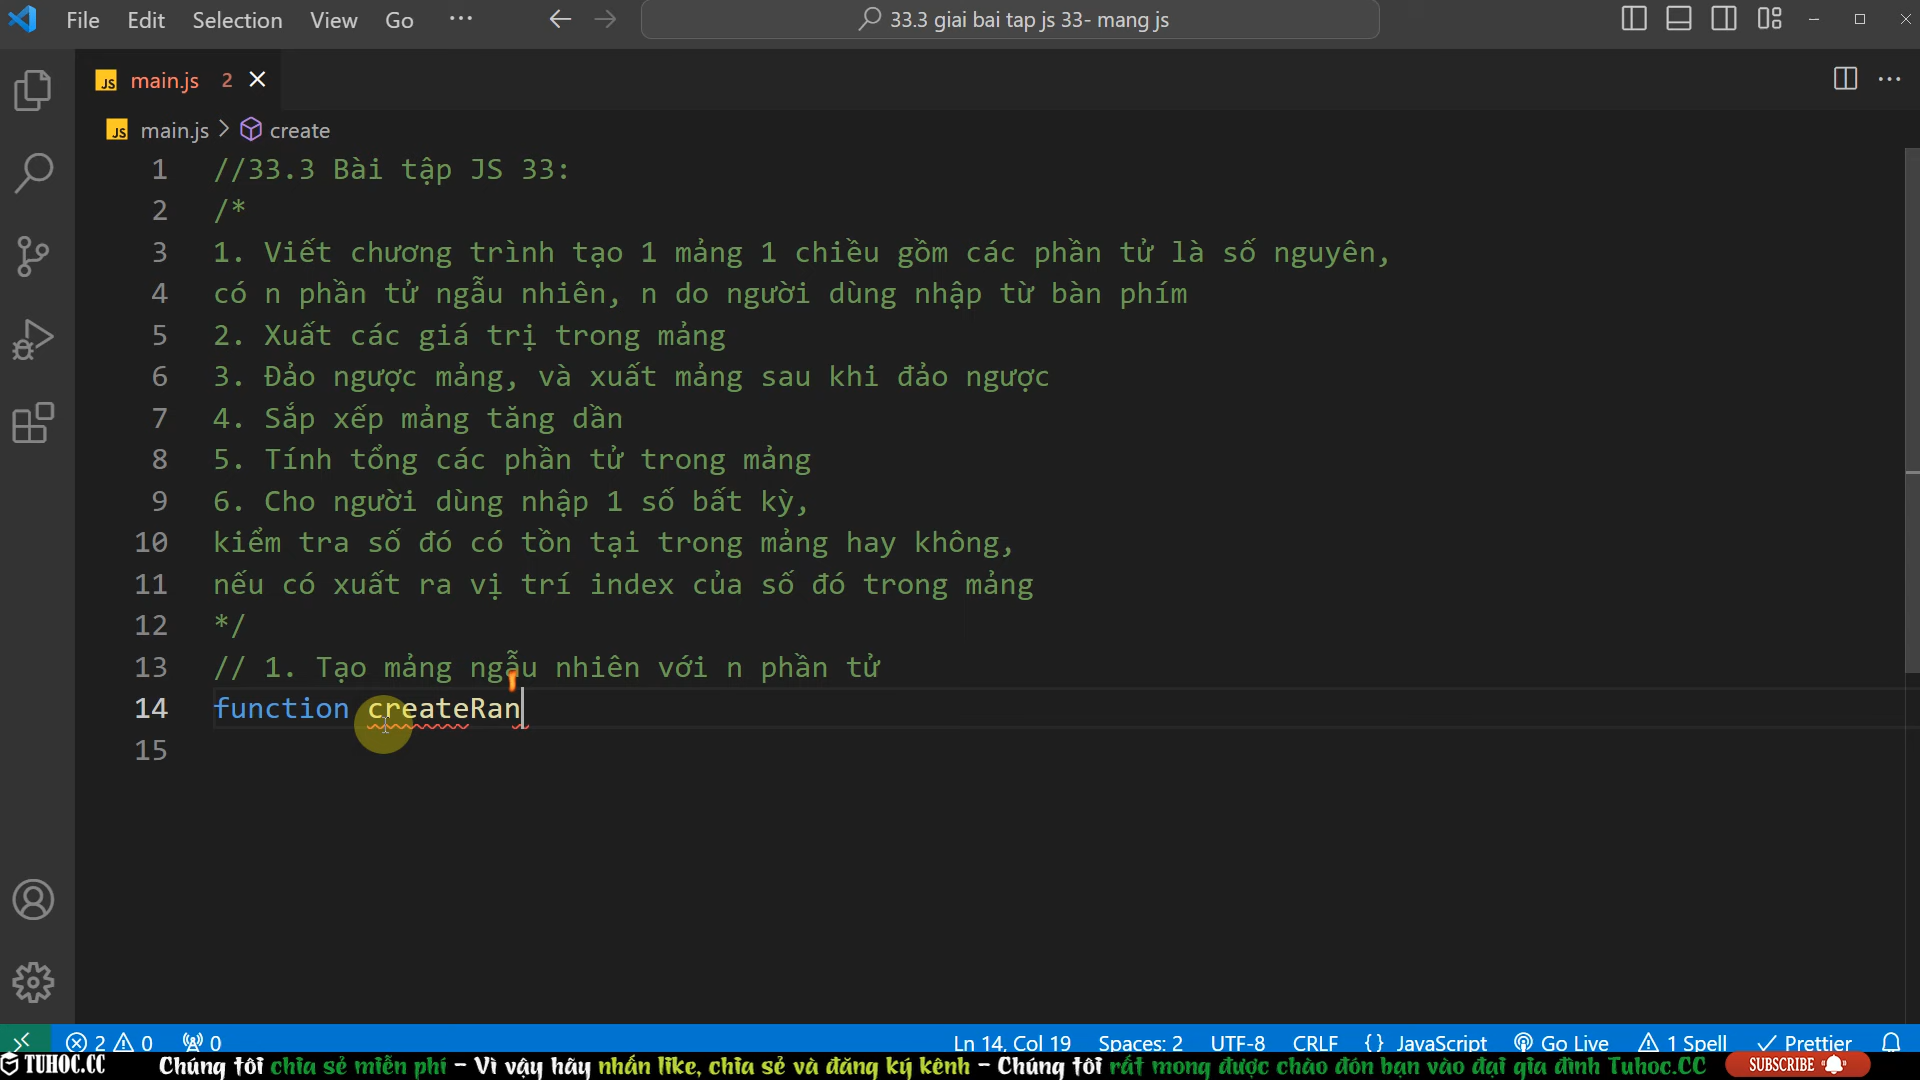 File Edit Selection View Go ... 33.3 giai bai tap js 33- mang js
main.js 2
main.js > create
1 //33.3 Bài tập JS 33:
2 /*
3 1. Viết chương trình tạo 1 mảng 1 chiều gồm các phần tử là số nguyên,
4 có n phần tử ngẫu nhiên, n do người dùng nhập từ bàn phím
5 2. Xuất các giá trị trong mảng
6 3. Đảo ngược mảng, và xuất mảng sau khi đảo ngược
7 4. Sắp xếp mảng tăng dần
8 5. Tính tổng các phần tử trong mảng
9 6. Cho người dùng nhập 1 số bất kỳ,
10 kiểm tra số đó có tồn tại trong mảng hay không,
11 nếu có xuất ra vị trí index của số đó trong mảng
12 */
13 // 1. Tạo mảng ngẫu nhiên với n phần tử
14 function createRan
15
2 0 0 Ln 14, Col 19 Spaces: 2 UTF-8 CRLF {} JavaScript Go Live 1 Spell Prettier
TUHOC.CC Chúng tôi chia sẻ miễn phí - Vì vậy hãy nhấn like, chia sẻ và đăng ký kênh - Chúng tôi rất mong được chào đón bạn vào đại gia đình Tuhoc.CC SUBSCRIBE